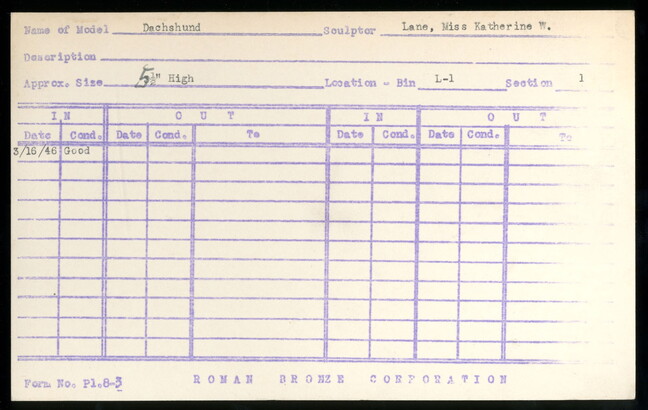 Name of Model Dachshund Sculptor Lane, Miss Katherine W.
Description
Approx. Size 5½" High Location - Bin L-1 Section 1
IN OUT IN OUT
Date Cond. Date Cond. To Date Cond. Date Cond. To
3/16/46 Good
Form No. Pl.8-3 ROMAN BRONZE CORPORATION